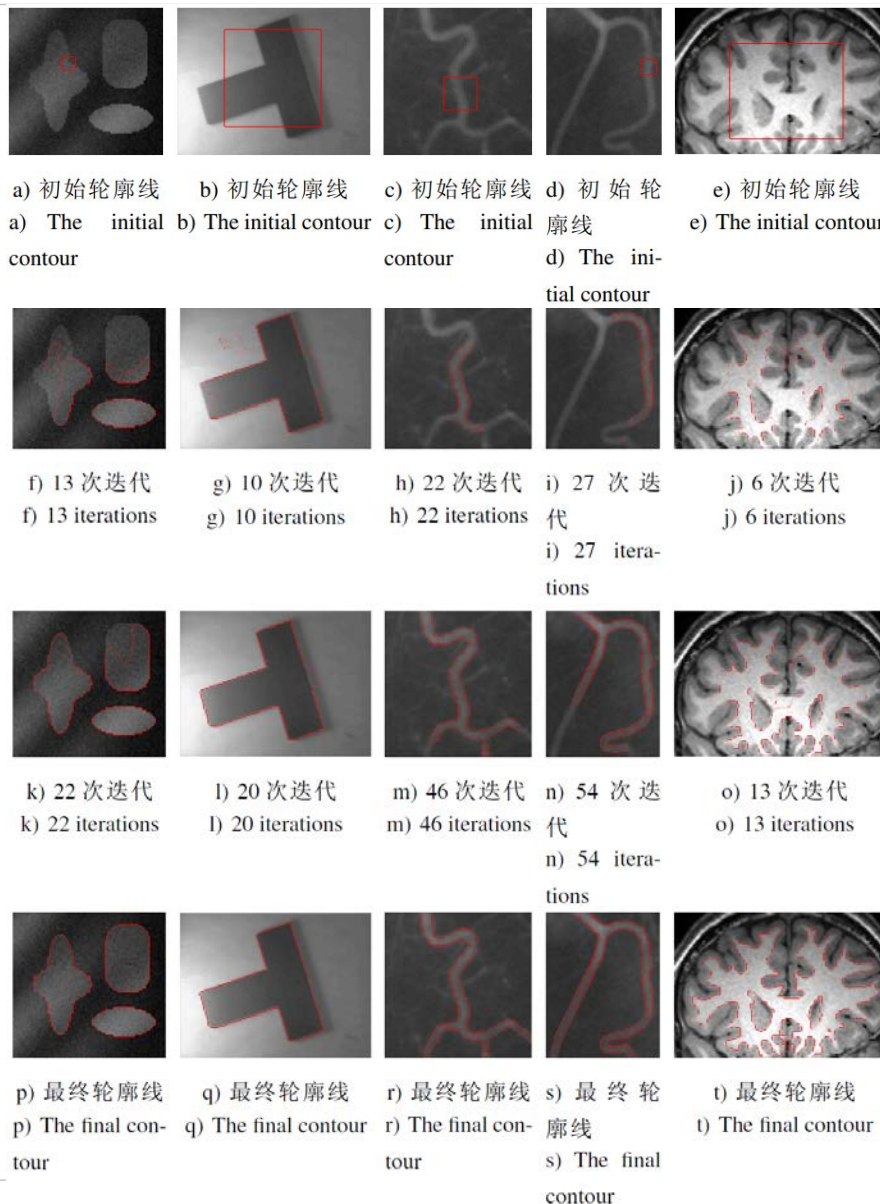 a) 初始轮廓线
a) The initial
contour
b) 初始轮廓线
b) The initial contour
c) 初始轮廓线
c) The initial
contour
d) 初始轮
廓线
d) The ini-
tial contour
e) 初始轮廓线
e) The initial contour
f) 13 次迭代
f) 13 iterations
g) 10 次迭代
g) 10 iterations
h) 22 次迭代
h) 22 iterations
i) 27 次迭
代
i) 27 itera-
tions
j) 6 次迭代
j) 6 iterations
k) 22 次迭代
k) 22 iterations
l) 20 次迭代
l) 20 iterations
m) 46 次迭代
m) 46 iterations
n) 54 次迭
代
n) 54 itera-
tions
o) 13 次迭代
o) 13 iterations
p) 最终轮廓线
p) The final con-
tour
q) 最终轮廓线
q) The final contour
r) 最终轮廓线
r) The final con-
tour
s) 最终轮
廓线
s) The final
contour
t) 最终轮廓线
t) The final contour